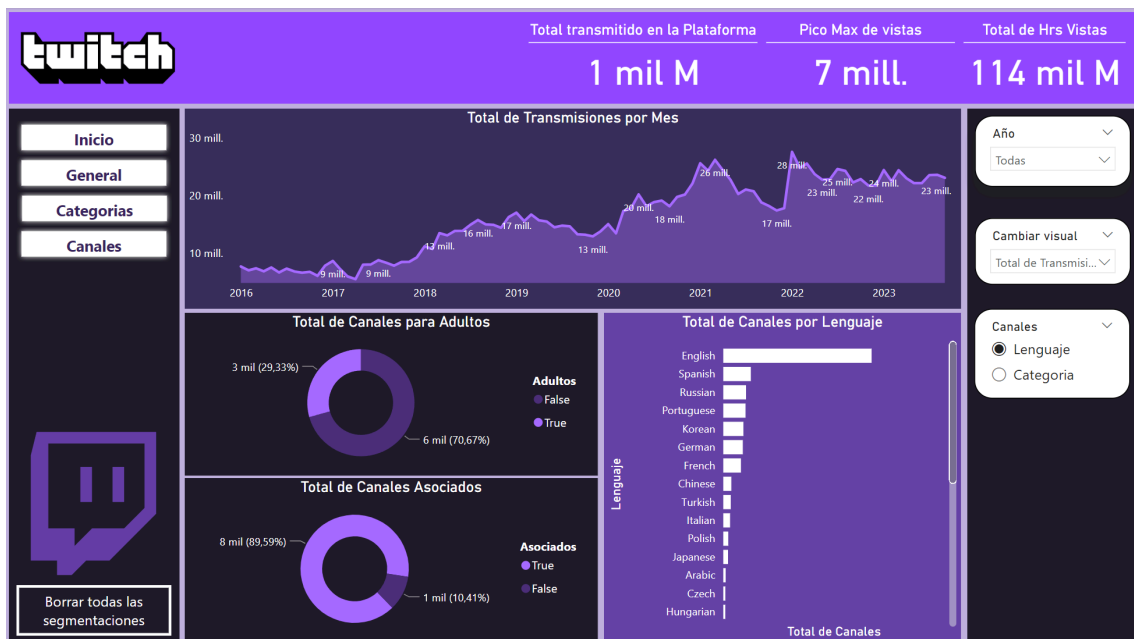 twitch
Total transmitido en la Plataforma
1 mil M
Pico Max de vistas
7 mill.
Total de Hrs Vistas
114 mil M
Inicio
General
Categorias
Canales
Borrar todas las
segmentaciones
Total de Transmisiones por Mes
30 mill.
20 mill.
10 mill.
9 mill.
9 mill.
13 mill.
16 mill.
17 mill.
13 mill.
20 mill.
18 mill.
26 mill.
17 mill.
28 mill.
23 mill.
25 mill.
22 mill.
24 mill.
23 mill.
2016 2017 2018 2019 2020 2021 2022 2023
Total de Canales para Adultos
3 mil (29,33%)
6 mil (70,67%)
Adultos
False
True
Total de Canales Asociados
8 mil (89,59%)
1 mil (10,41%)
Asociados
True
False
Total de Canales por Lenguaje
Lenguaje
English
Spanish
Russian
Portuguese
Korean
German
French
Chinese
Turkish
Italian
Polish
Japanese
Arabic
Czech
Hungarian
Total de Canales
Año
Todas
Cambiar visual
Total de Transmisi...
Canales
Lenguaje
Categoria